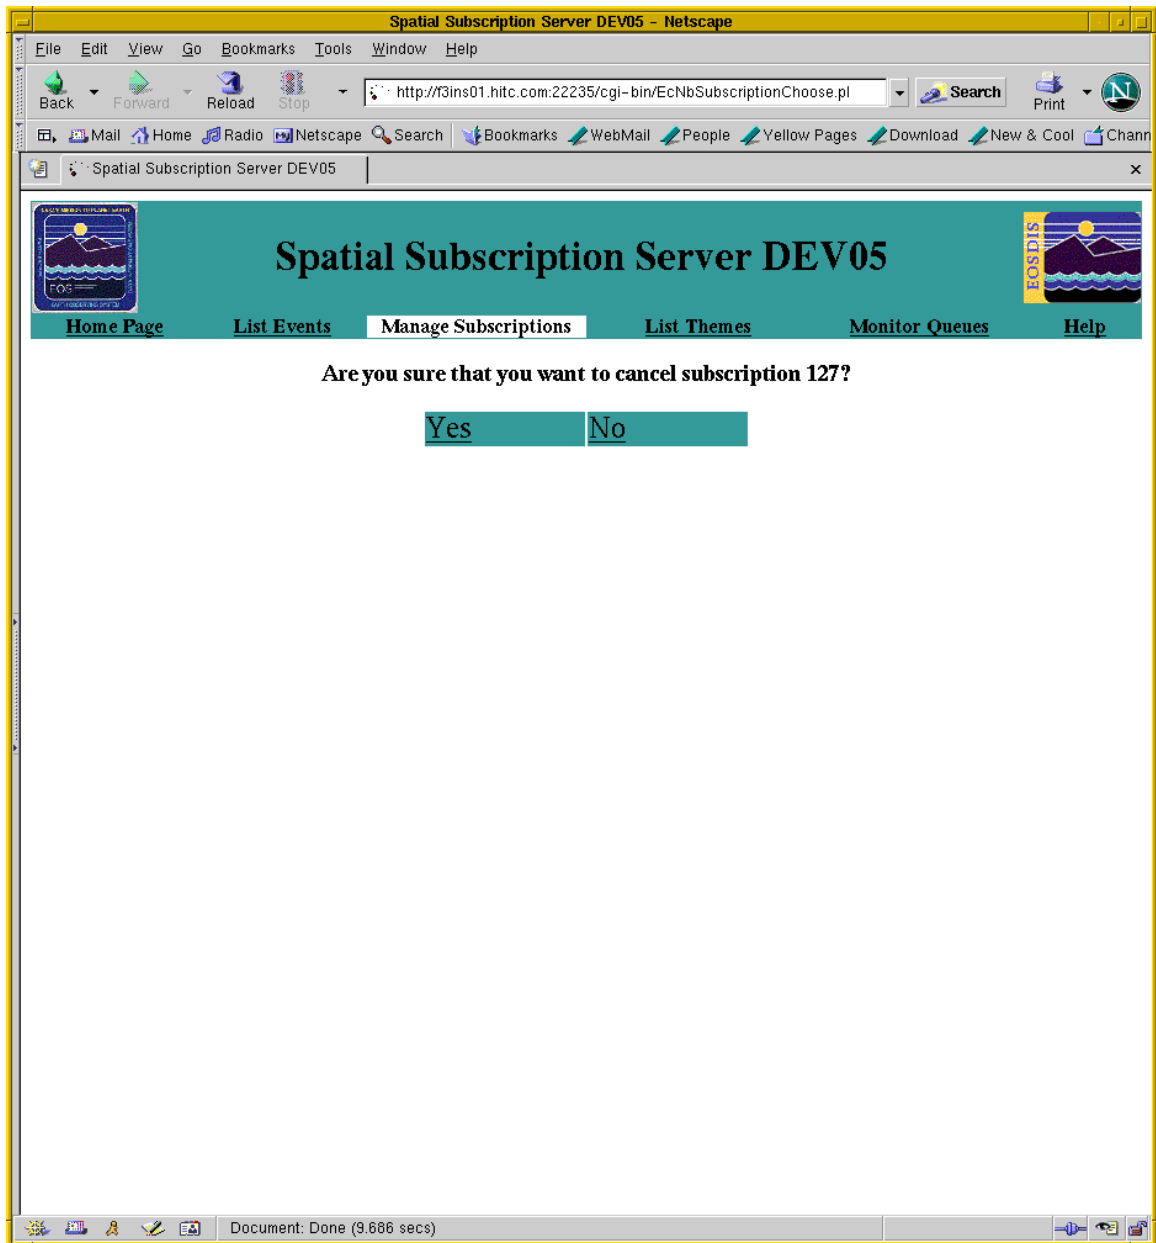 Spatial Subscription Server DEV05 - Netscape
File Edit View Go Bookmarks Tools Window Help
Back Forward Reload Stop http://f3ins01.hitc.com:22235/cgi-bin/EcNbSubscriptionChoose.pl Search Print N
Mail Home Radio My Netscape Search Bookmarks WebMail People Yellow Pages Download New & Cool Chann
Spatial Subscription Server DEV05 x
EOS
Spatial Subscription Server DEV05
EOSDIS
Home Page List Events Manage Subscriptions List Themes Monitor Queues Help
Are you sure that you want to cancel subscription 127?
Yes No
Document: Done (9.686 secs)